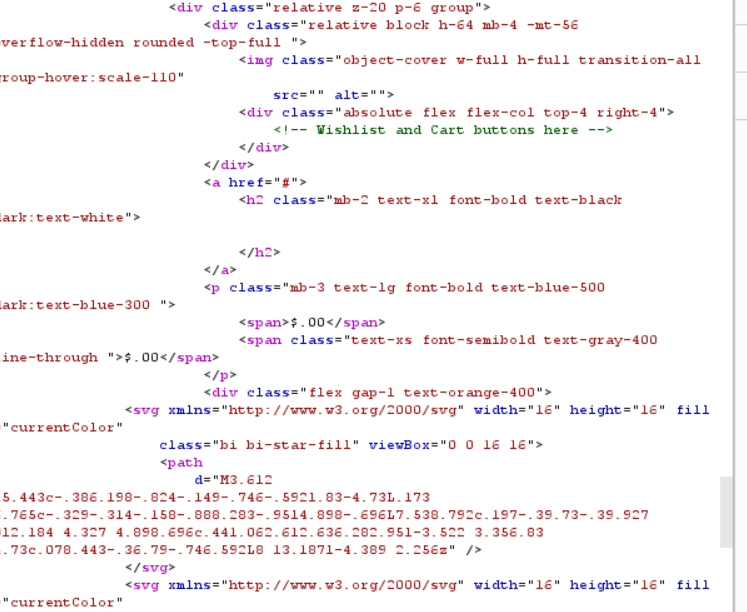 <div class="relative z-20 p-6 group">
<div class="relative block h-64 mb-4 -mt-56
verflow-hidden rounded -top-full ">
<img class="object-cover w-full h-full transition-all
group-hover:scale-110"
src="" alt="">
<div class="absolute flex flex-col top-4 right-4">
<!-- Wishlist and Cart buttons here -->
</div>
</div>
<a href="#">
<h2 class="mb-2 text-xl font-bold text-black
dark:text-white">
</h2>
</a>
<p class="mb-3 text-lg font-bold text-blue-500
dark:text-blue-300 ">
<span>$.00</span>
<span class="text-xs font-semibold text-gray-400
ine-through ">$.00</span>
</p>
<div class="flex gap-1 text-orange-400">
<svg xmlns="http://www.w3.org/2000/svg" width="16" height="16" fill
"currentColor"
class="bi bi-star-fill" viewBox="0 0 16 16">
<path
d="M3.612
5.443c-.386.198-.824-.149-.746-.592l.83-4.73L.173
.765c-.329-.314-.158-.888.283-.95l4.898-.696L7.538.792c.197-.39.73-.39.927
l2.184 4.327 4.898.696c.441.062.612.636.282.951-3.522 3.356.83
.73c.078.443-.36.79-.746.592L8 13.187l-4.389 2.256z" />
</svg>
<svg xmlns="http://www.w3.org/2000/svg" width="16" height="16" fill
"currentColor"